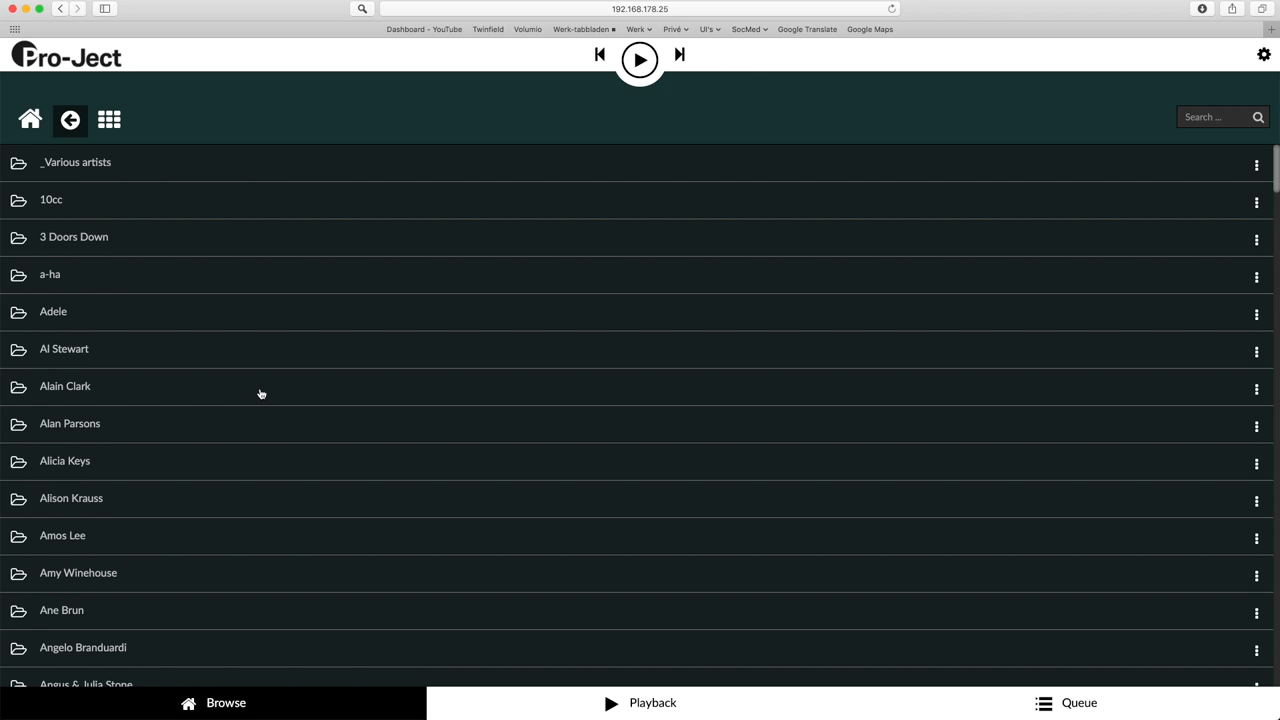 192.168.178.25
Dashboard - YouTube Twinfield Volumio Werk-tabbladen Werk Privé UI's SocMed Google Translate Google Maps
Pro-Ject
Search ...
_Various artists
10cc
3 Doors Down
a-ha
Adele
Al Stewart
Alain Clark
Alan Parsons
Alicia Keys
Alison Krauss
Amos Lee
Amy Winehouse
Ane Brun
Angelo Branduardi
Angus & Julia Stone
Browse Playback Queue